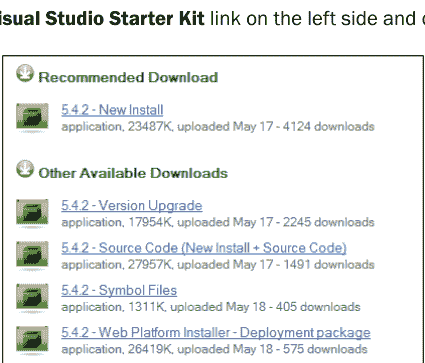 isual Studio Starter Kit link on the left side and
Recommended Download
5.4.2 - New Install
application, 23487K, uploaded May 17 - 4124 downloads
Other Available Downloads
5.4.2 - Version Upgrade
application, 17954K, uploaded May 17 - 2245 downloads
5.4.2 - Source Code (New Install + Source Code)
application, 27957K, uploaded May 17 - 1491 downloads
5.4.2 - Symbol Files
application, 1311K, uploaded May 18 - 405 downloads
5.4.2 - Web Platform Installer - Deployment package
application, 26419K, uploaded May 18 - 575 downloads